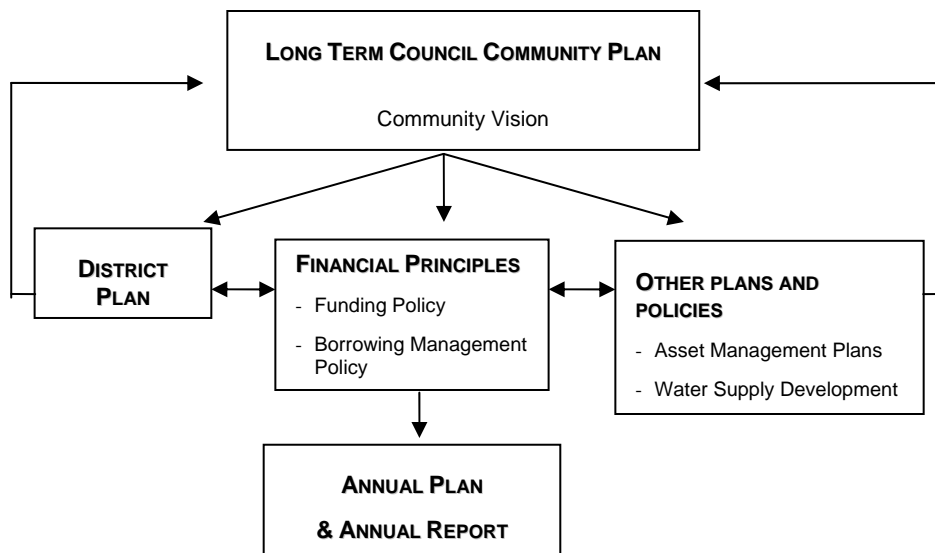 LONG TERM COUNCIL COMMUNITY PLAN
Community Vision
DISTRICT
PLAN
FINANCIAL PRINCIPLES
- Funding Policy
- Borrowing Management
Policy
OTHER PLANS AND
POLICIES
- Asset Management Plans
- Water Supply Development
ANNUAL PLAN
& ANNUAL REPORT